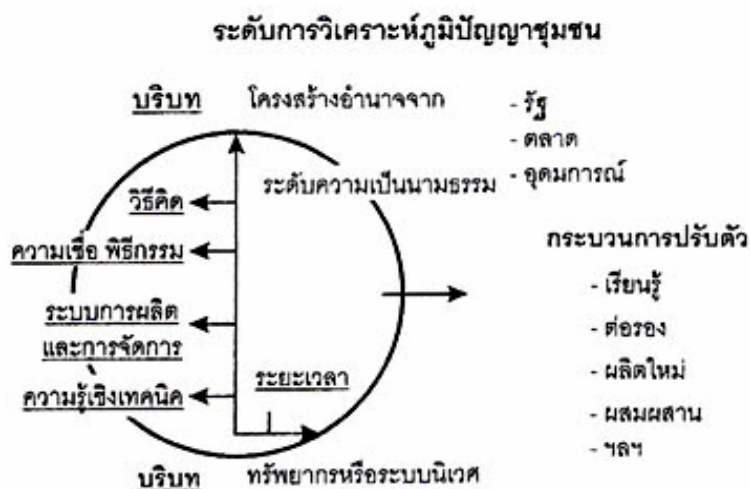 ระดับการวิเคราะห์ภูมิปัญญาชุมชน
บริบท โครงสร้างอำนาจจาก - รัฐ
- ตลาด
- อุดมการณ์
ระดับความเป็นนามธรรม
วิธีคิด
ความเชื่อ พิธีกรรม
ระบบการผลิต
และการจัดการ
ความรู้เชิงเทคนิค
ระยะเวลา
กระบวนการปรับตัว
- เรียนรู้
- ต่อรอง
- ผลิตใหม่
- ผสมผสาน
- ฯลฯ
บริบท ทรัพยากรหรือระบบนิเวศ